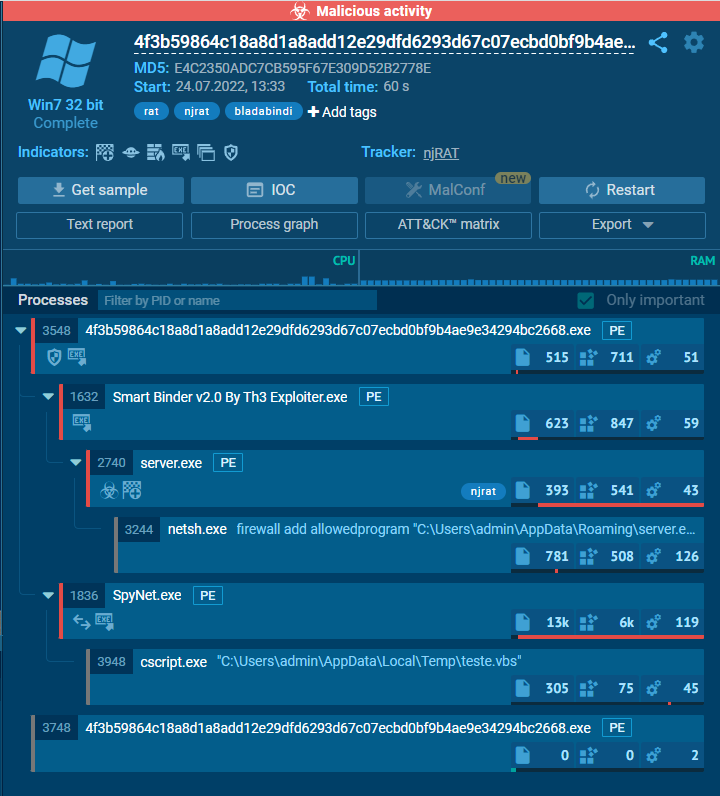 Malicious activity
4f3b59864c18a8d1a8add12e29dfd6293d67c07ecbd0bf9b4ae...
MD5: E4C2350ADC7CB595F67E309D52B2778E
Start: 24.07.2022, 13:33 Total time: 60 s
Win7 32 bit
Complete
rat njrat bladabindi + Add tags
Indicators: Tracker: njRAT
Get sample IOC MalConf new Restart
Text report Process graph ATT&CK™ matrix Export
CPU RAM
Processes Filter by PID or name Only important
3548 4f3b59864c18a8d1a8add12e29dfd6293d67c07ecbd0bf9b4ae9e34294bc2668.exe PE
EXE 515 711 51
1632 Smart Binder v2.0 By Th3 Exploiter.exe PE
EXE 623 847 59
2740 server.exe PE
njrat 393 541 43
3244 netsh.exe firewall add allowedprogram "C:\Users\admin\AppData\Roaming\server.e...
781 508 126
1836 SpyNet.exe PE
EXE 13k 6k 119
3948 cscript.exe "C:\Users\admin\AppData\Local\Temp\teste.vbs"
305 75 45
3748 4f3b59864c18a8d1a8add12e29dfd6293d67c07ecbd0bf9b4ae9e34294bc2668.exe PE
0 0 2